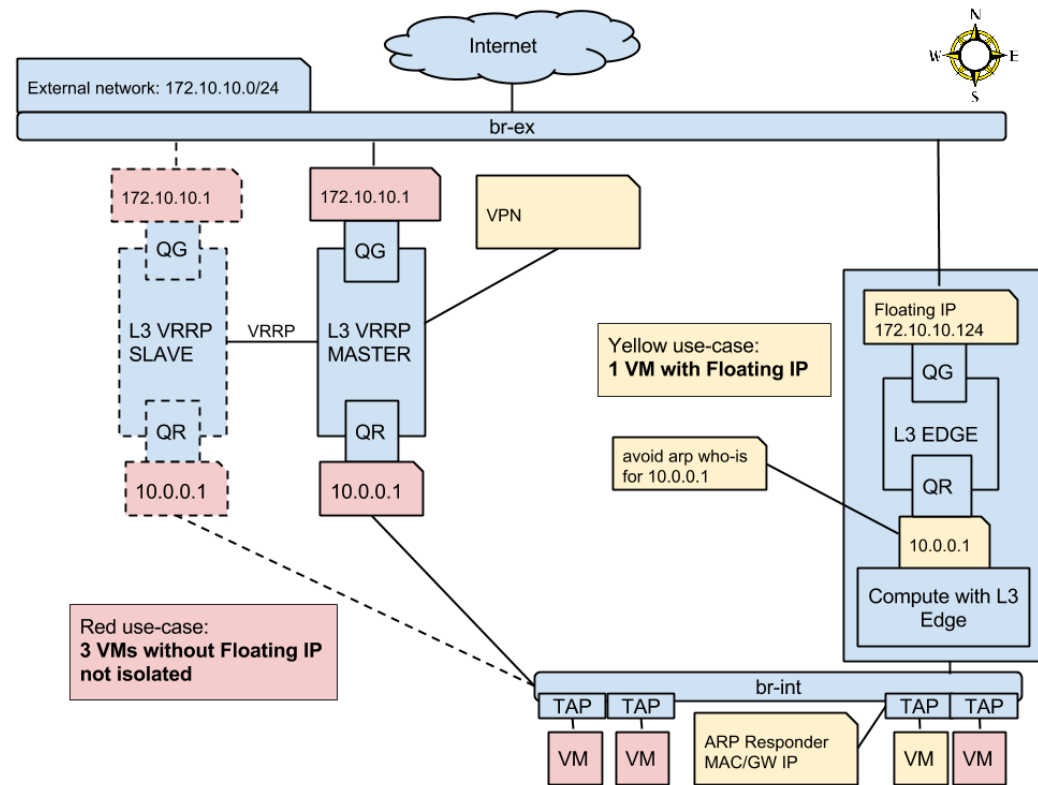 Internet
N
W
E
S
External network: 172.10.10.0/24
br-ex
172.10.10.1
172.10.10.1
VPN
QG
QG
L3 VRRP
SLAVE
VRRP
L3 VRRP
MASTER
QR
QR
10.0.0.1
10.0.0.1
Floating IP
172.10.10.124
QG
L3 EDGE
QR
10.0.0.1
Compute with L3
Edge
Yellow use-case:
1 VM with Floating IP
avoid arp who-is
for 10.0.0.1
Red use-case:
3 VMs without Floating IP
not isolated
br-int
TAP
TAP
TAP
TAP
VM
VM
ARP Responder
MAC/GW IP
VM
VM